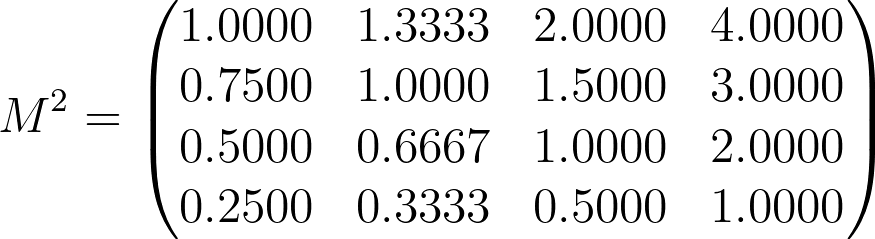 M² =
1.0000 1.3333 2.0000 4.0000
0.7500 1.0000 1.5000 3.0000
0.5000 0.6667 1.0000 2.0000
0.2500 0.3333 0.5000 1.0000